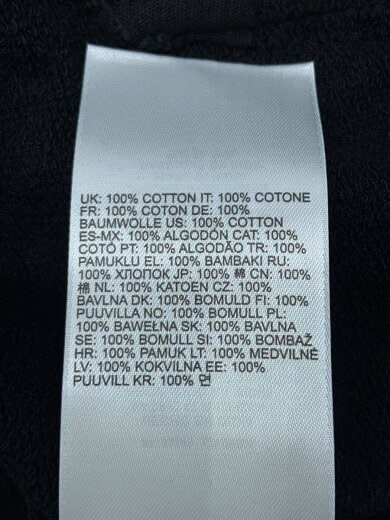 UK: 100% COTTON IT: 100% COTONE
FR: 100% COTON DE: 100%
BAUMWOLLE US: 100% COTTON
ES-MX: 100% ALGODÓN CAT: 100%
COTÓ PT: 100% ALGODÃO TR: 100%
PAMUKLU EL: 100% BAMBAKI RU:
100% ХЛОПОК JP: 100% 綿 CN: 100%
棉 NL: 100% KATOEN CZ: 100%
BAVLNA DK: 100% BOMULD FI: 100%
PUUVILLA NO: 100% BOMULL PL:
100% BAWEŁNA SK: 100% BAVLNA
SE: 100% BOMULL SI: 100% BOMBAŽ
HR: 100% PAMUK LT: 100% MEDVILNĖ
LV: 100% KOKVILNA EE: 100%
PUUVILL KR: 100% 면